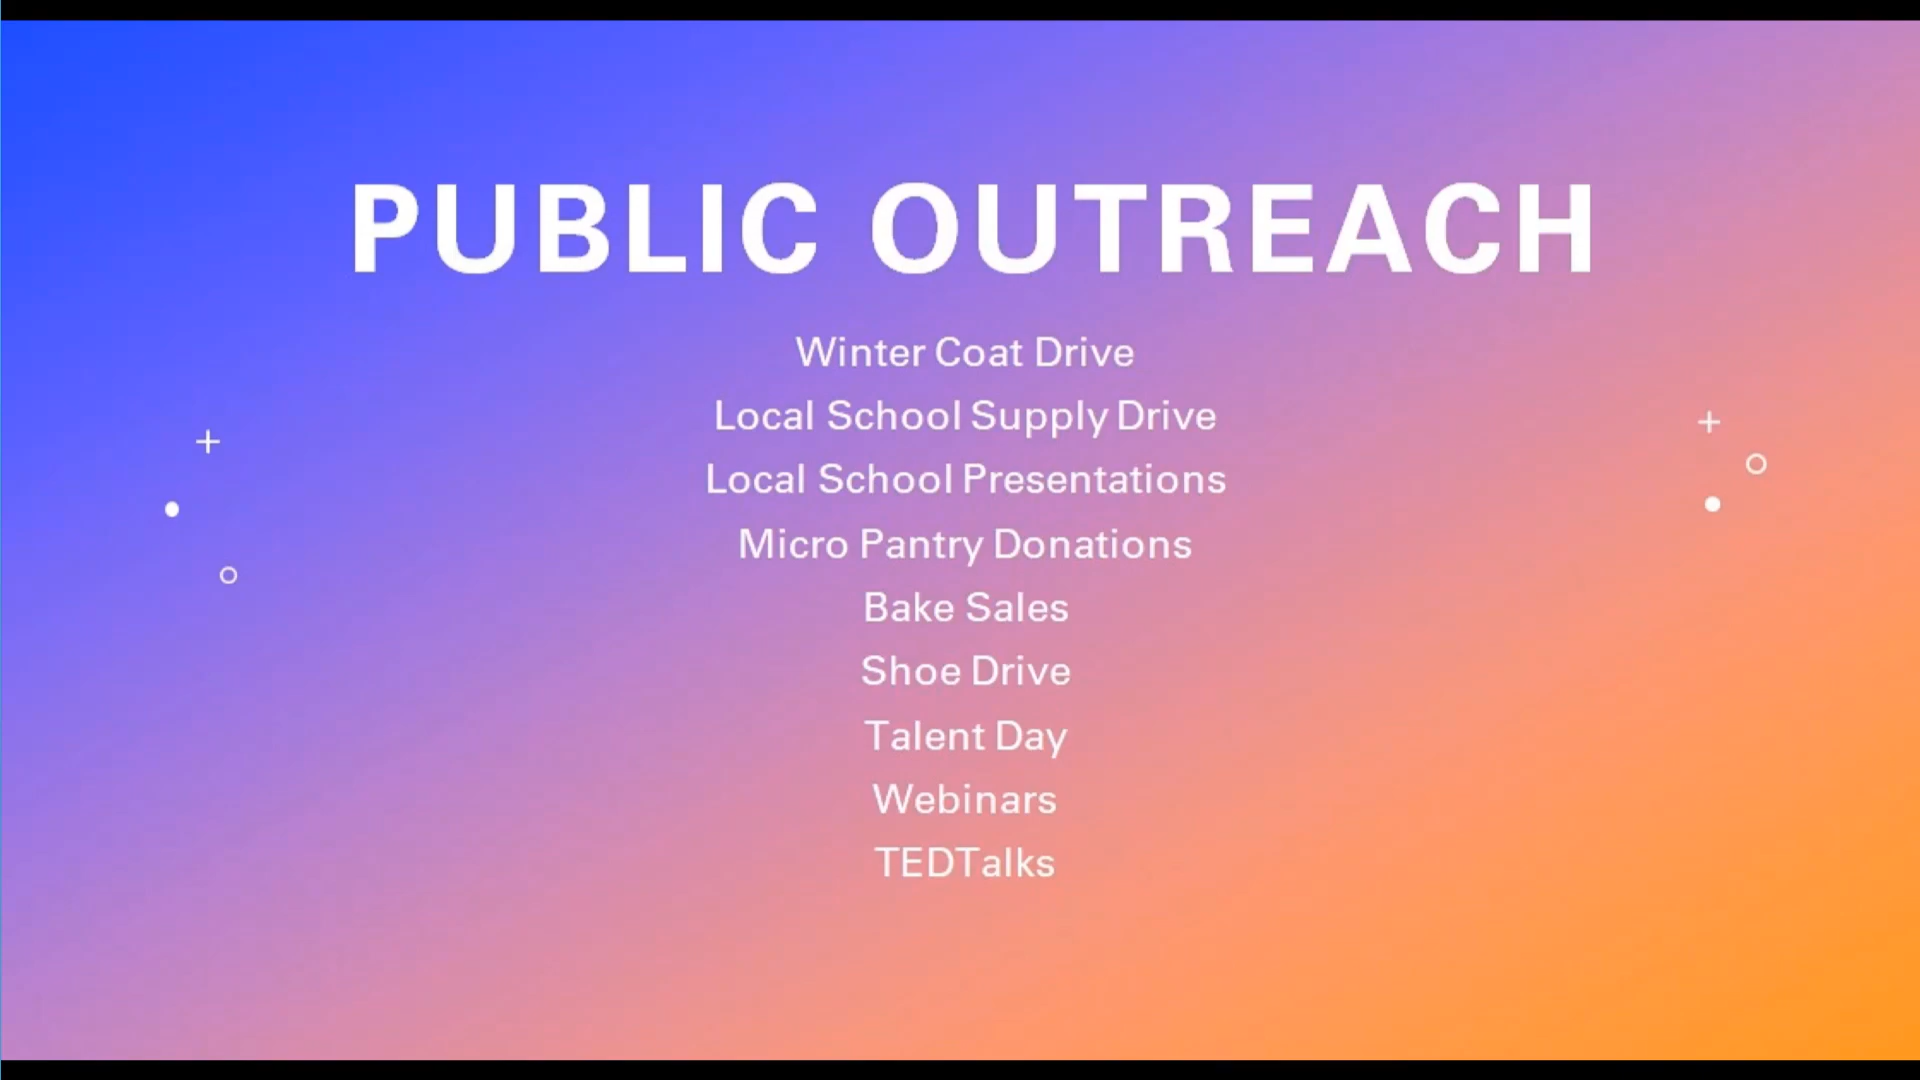 PUBLIC OUTREACH
Winter Coat Drive
Local School Supply Drive
Local School Presentations
Micro Pantry Donations
Bake Sales
Shoe Drive
Talent Day
Webinars
TEDTalks